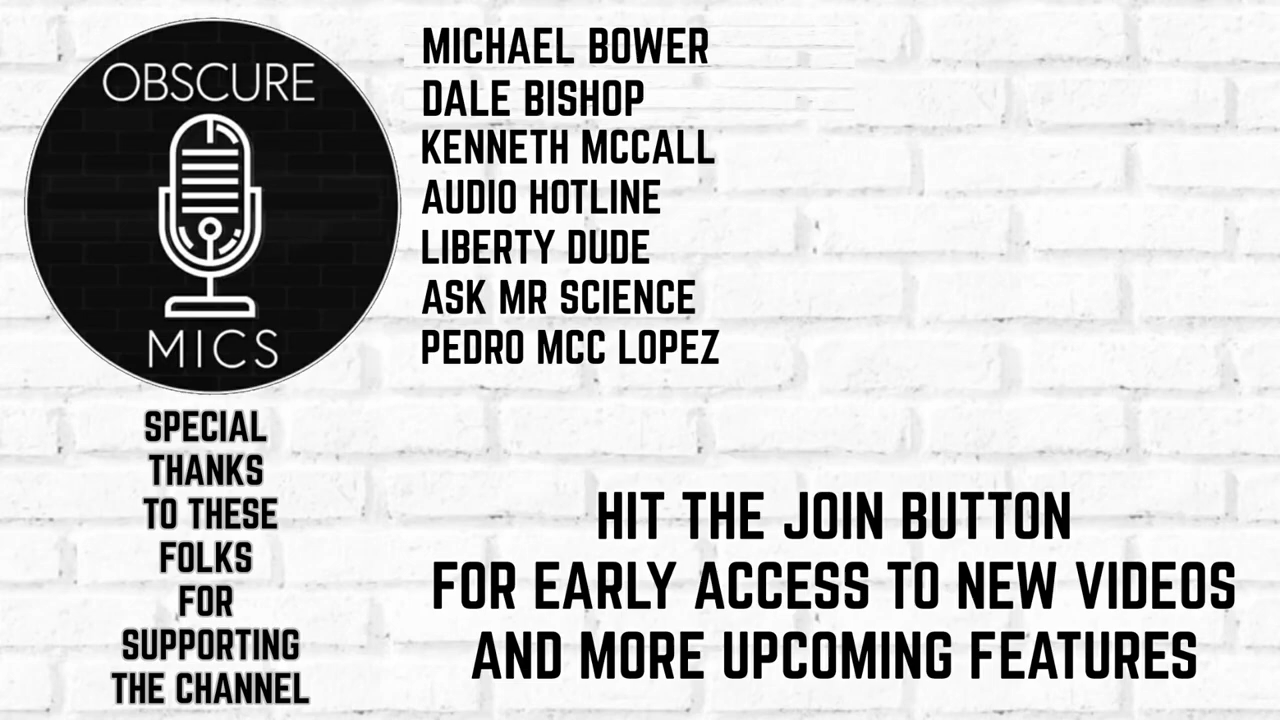 OBSCURE
MICS
SPECIAL
THANKS
TO THESE
FOLKS
FOR
SUPPORTING
THE CHANNEL
MICHAEL BOWER
DALE BISHOP
KENNETH MCCALL
AUDIO HOTLINE
LIBERTY DUDE
ASK MR SCIENCE
PEDRO MCC LOPEZ
HIT THE JOIN BUTTON
FOR EARLY ACCESS TO NEW VIDEOS
AND MORE UPCOMING FEATURES